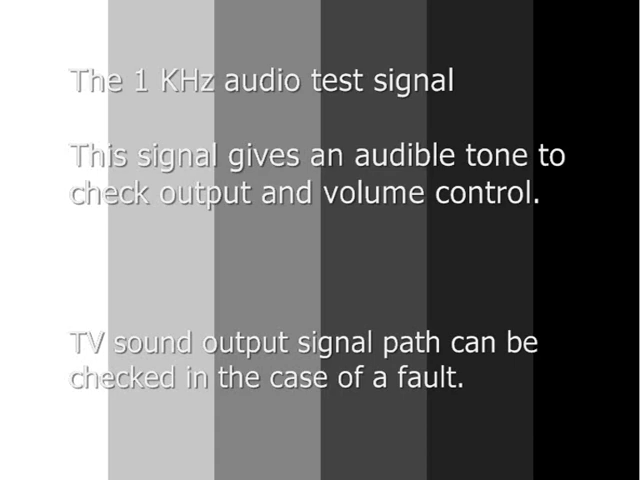 The 1 KHz audio test signal
This signal gives an audible tone to
check output and volume control.
TV sound output signal path can be
checked in the case of a fault.